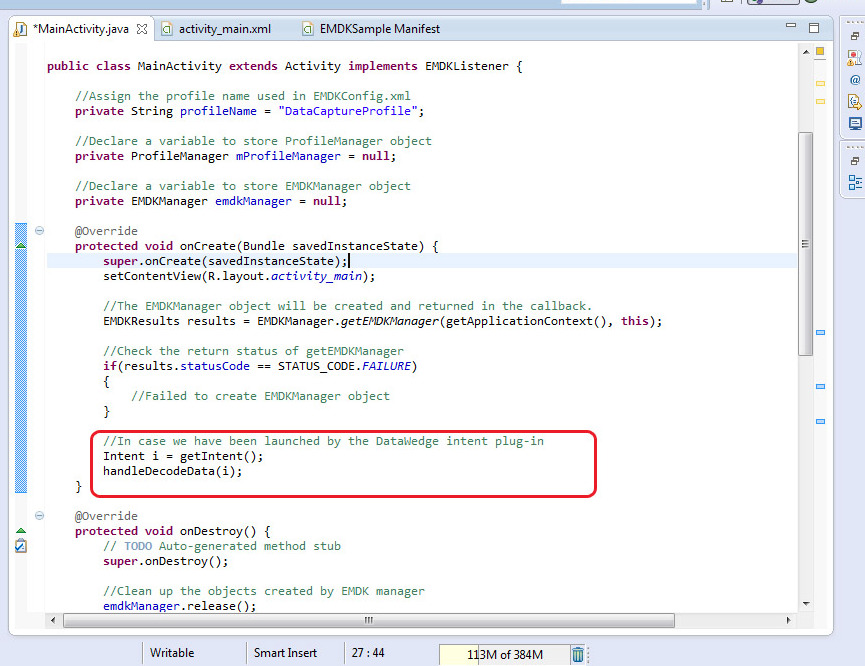 *MainActivity.java activity_main.xml EMDKSample Manifest
public class MainActivity extends Activity implements EMDKListener {
//Assign the profile name used in EMDKConfig.xml
private String profileName = "DataCaptureProfile";
//Declare a variable to store ProfileManager object
private ProfileManager mProfileManager = null;
//Declare a variable to store EMDKManager object
private EMDKManager emdkManager = null;
@Override
protected void onCreate(Bundle savedInstanceState) {
super.onCreate(savedInstanceState);
setContentView(R.layout.activity_main);
//The EMDKManager object will be created and returned in the callback.
EMDKResults results = EMDKManager.getEMDKManager(getApplicationContext(), this);
//Check the return status of getEMDKManager
if(results.statusCode == STATUS_CODE.FAILURE)
{
//Failed to create EMDKManager object
}
//In case we have been launched by the DataWedge intent plug-in
Intent i = getIntent();
handleDecodeData(i);
}
@Override
protected void onDestroy() {
// TODO Auto-generated method stub
super.onDestroy();
//Clean up the objects created by EMDK manager
emdkManager.release();
Writable Smart Insert 27 : 44 113M of 384M